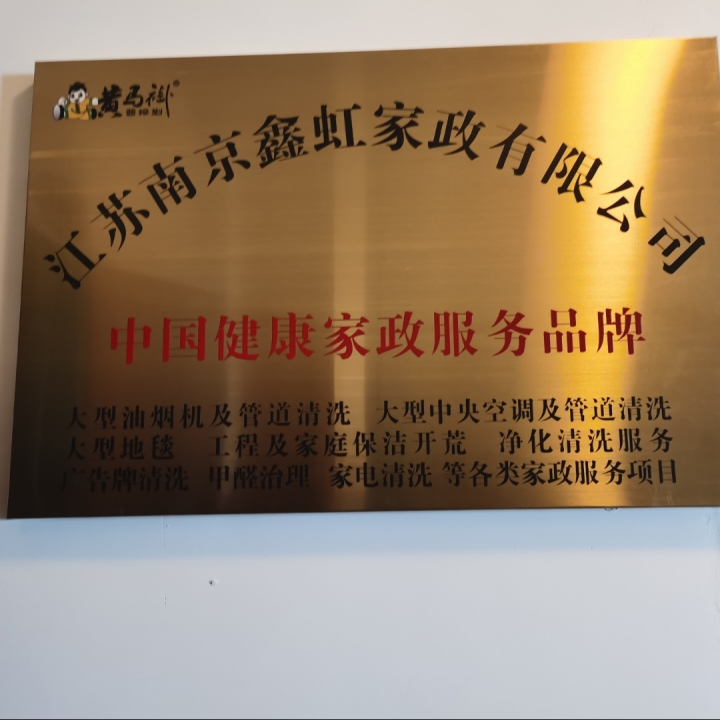 黄马褂®
江苏南京鑫虹家政有限公司
中国健康家政服务品牌
大型油烟机及管道清洗 大型中央空调及管道清洗
大型地毯 工程及家庭保洁开荒 净化清洗服务
广告牌清洗 甲醛治理 家电清洗 等各类家政服务项目